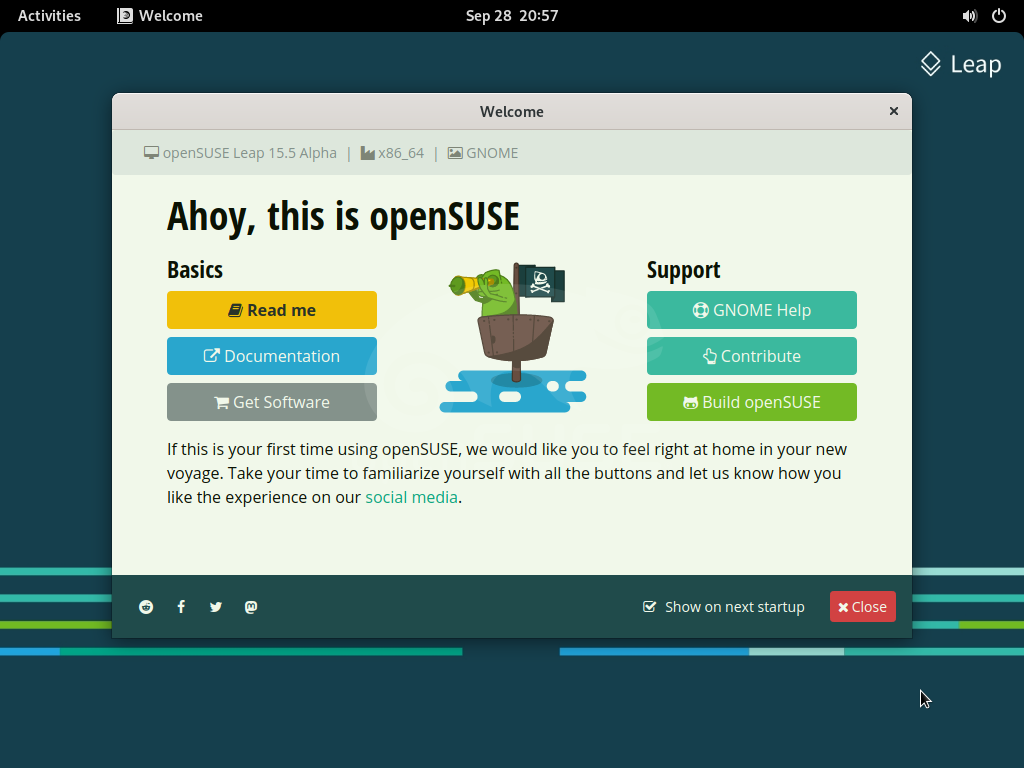 Activities Welcome Sep 28 20:57
Leap
Welcome
openSUSE Leap 15.5 Alpha | x86_64 | GNOME
Ahoy, this is openSUSE
Basics
Read me
Documentation
Get Software
Support
GNOME Help
Contribute
Build openSUSE
If this is your first time using openSUSE, we would like you to feel right at home in your new
voyage. Take your time to familiarize yourself with all the buttons and let us know how you
like the experience on our social media.
Show on next startup Close